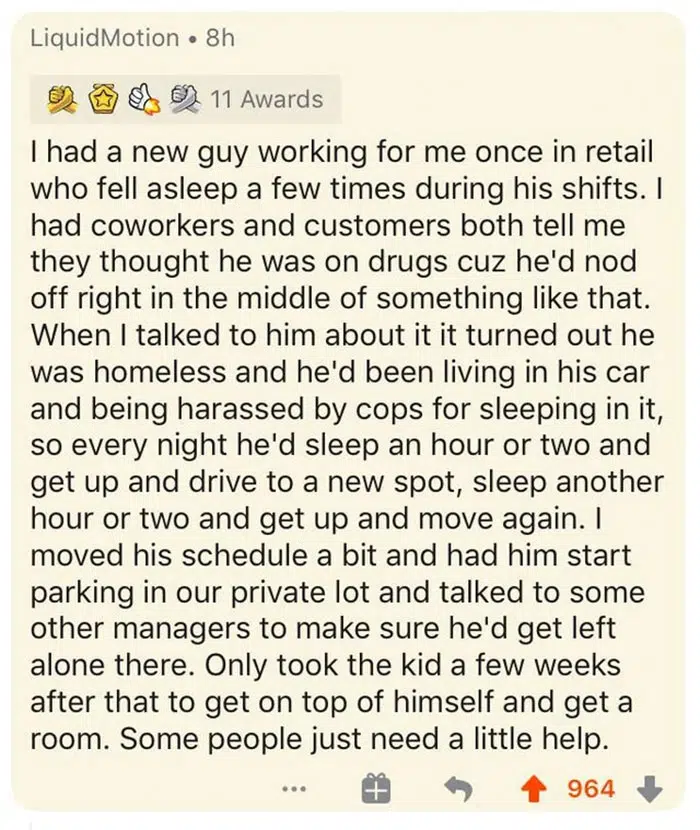 LiquidMotion • 8h
11 Awards
I had a new guy working for me once in retail
who fell asleep a few times during his shifts. I
had coworkers and customers both tell me
they thought he was on drugs cuz he'd nod
off right in the middle of something like that.
When I talked to him about it it turned out he
was homeless and he'd been living in his car
and being harassed by cops for sleeping in it,
so every night he'd sleep an hour or two and
get up and drive to a new spot, sleep another
hour or two and get up and move again. I
moved his schedule a bit and had him start
parking in our private lot and talked to some
other managers to make sure he'd get left
alone there. Only took the kid a few weeks
after that to get on top of himself and get a
room. Some people just need a little help.
964